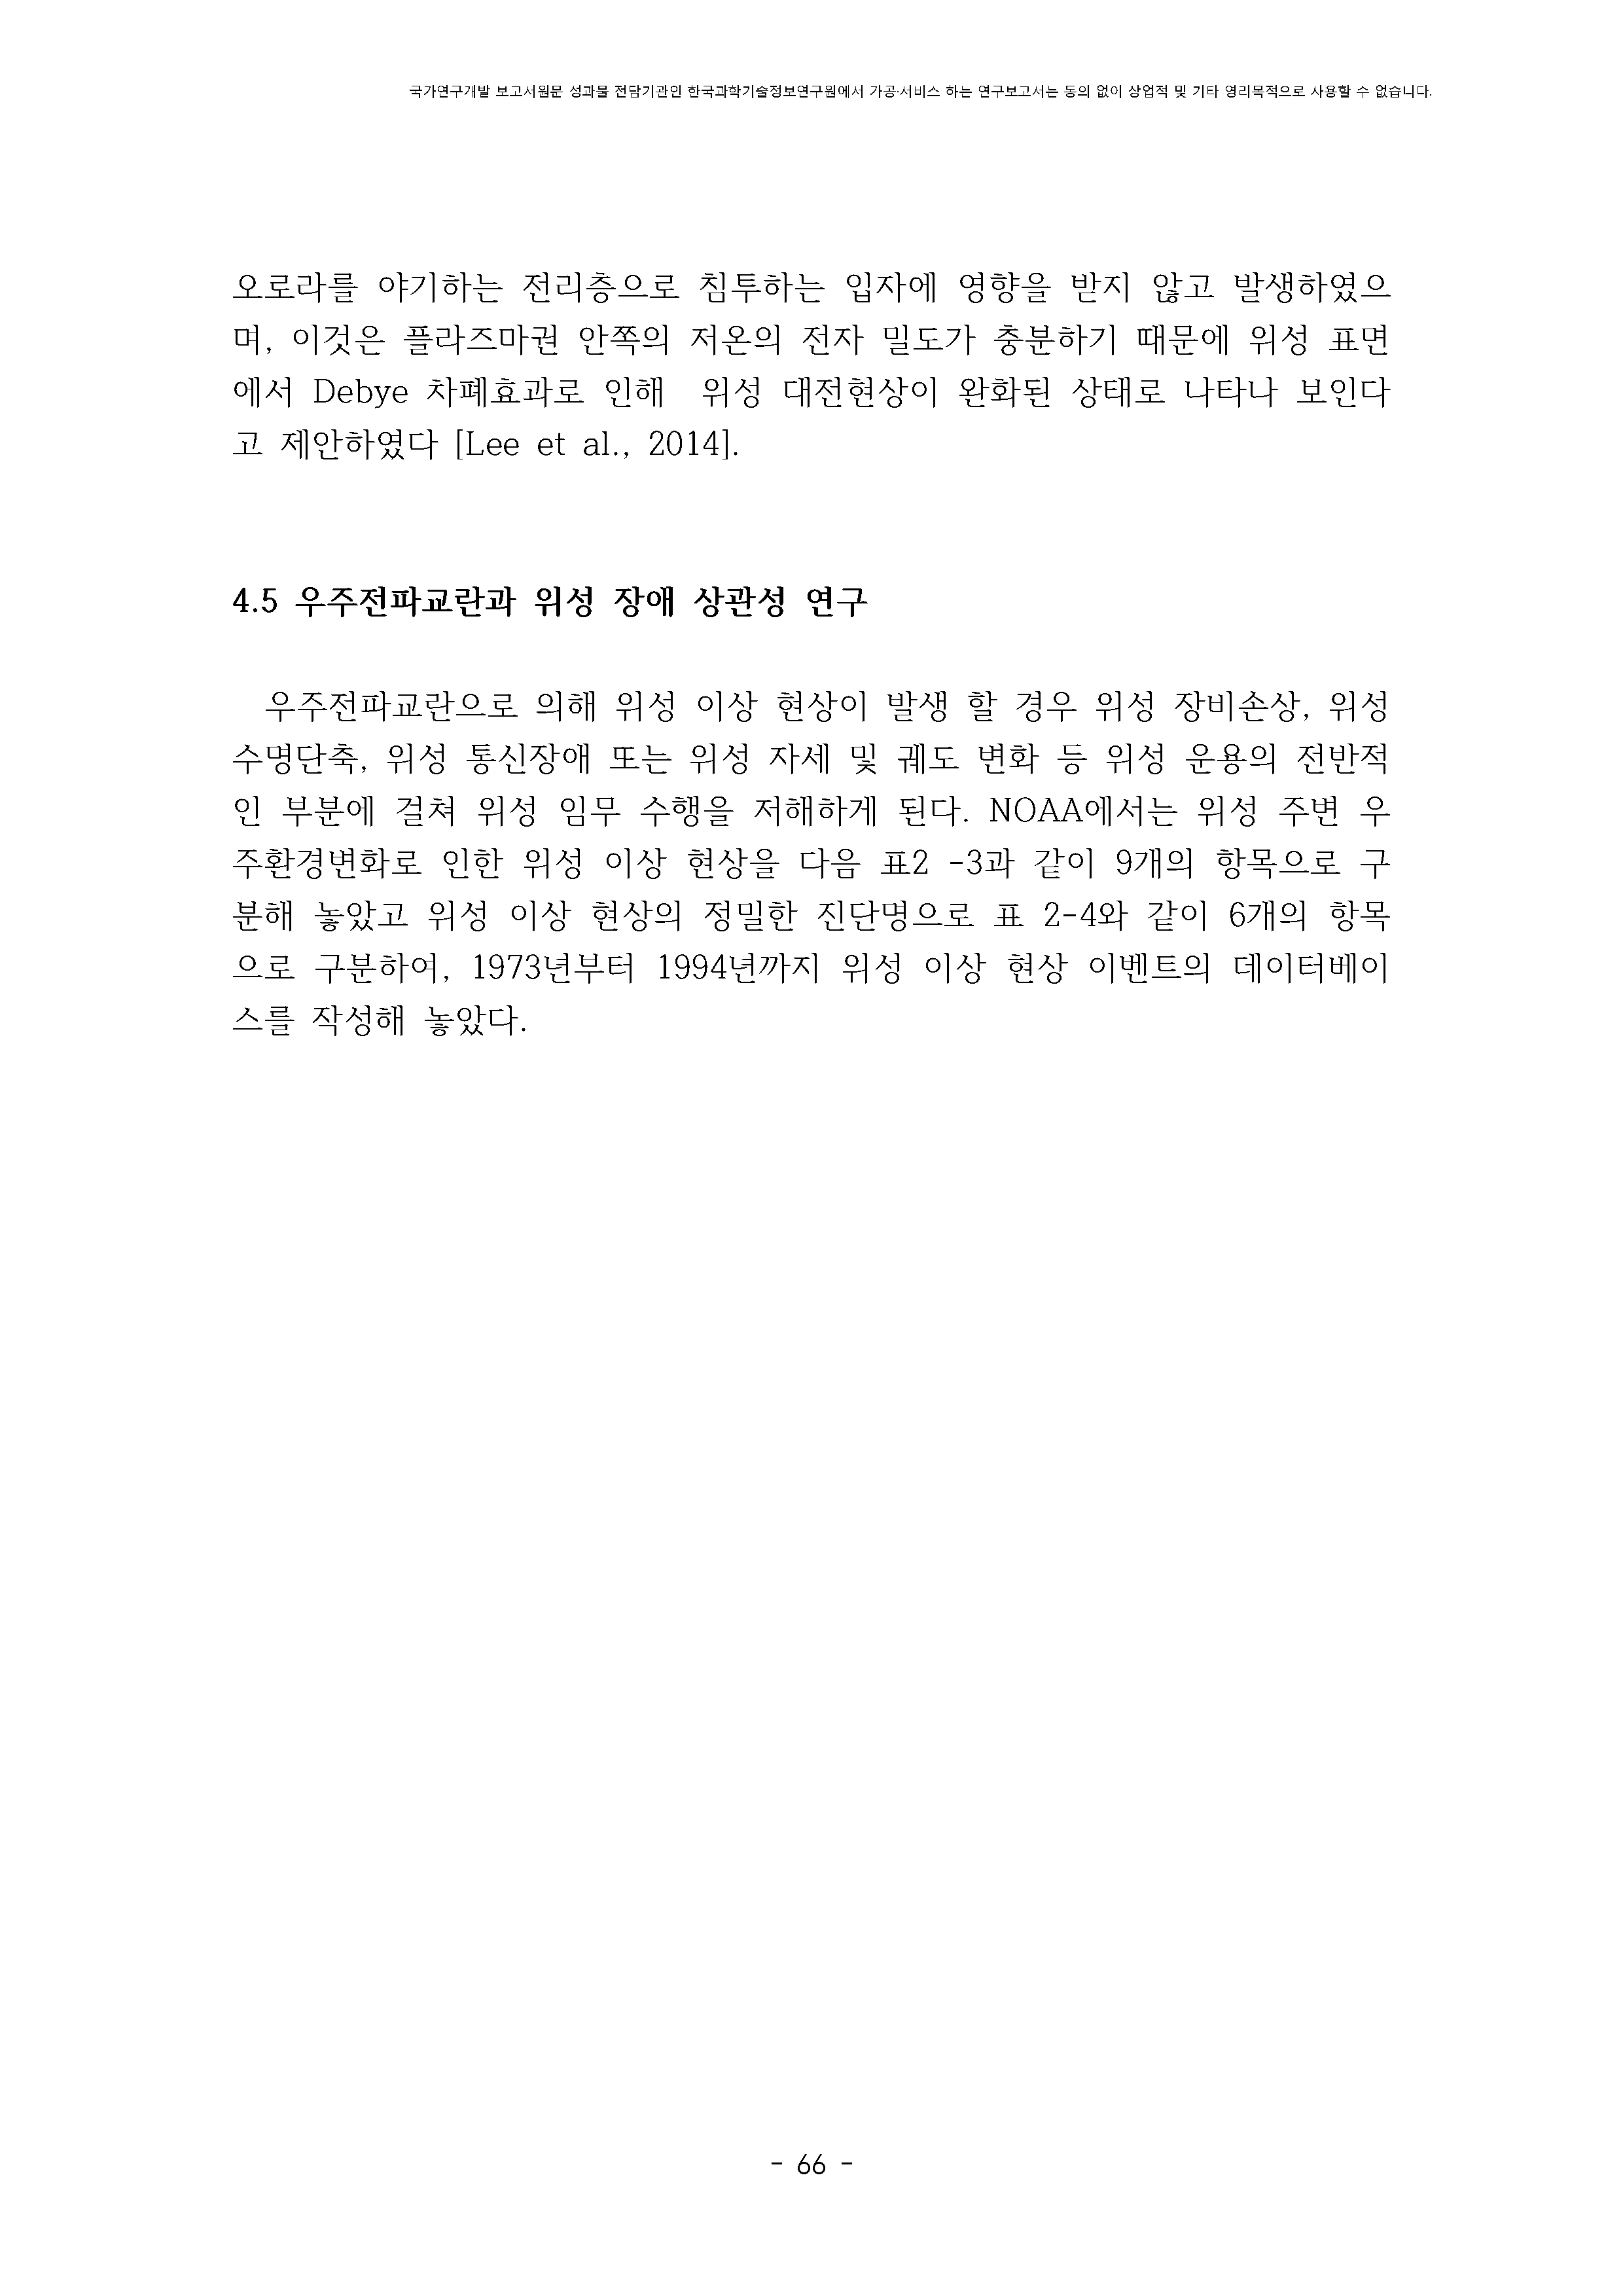 국가연구개발 보고서원문 성과물 전담기관인 한국과학기술정보연구원에서 가공·서비스 하는 연구보고서는 동의 없이 상업적 및 기타 영리목적으로 사용할 수 없습니다.
오로라를 야기하는 전리층으로 침투하는 입자에 영향을 받지 않고 발생하였으
며, 이것은 플라즈마권 안쪽의 저온의 전자 밀도가 충분하기 때문에 위성 표면
에서 Debye 차폐효과로 인해 위성 대전현상이 완화된 상태로 나타나 보인다
고 제안하였다 [Lee et al., 2014].
4.5 우주전파교란과 위성 장애 상관성 연구
우주전파교란으로 의해 위성 이상 현상이 발생 할 경우 위성 장비손상, 위성
수명단축, 위성 통신장애 또는 위성 자세 및 궤도 변화 등 위성 운용의 전반적
인 부분에 걸쳐 위성 임무 수행을 저해하게 된다. NOAA에서는 위성 주변 우
주환경변화로 인한 위성 이상 현상을 다음 표2 -3과 같이 9개의 항목으로 구
분해 놓았고 위성 이상 현상의 정밀한 진단명으로 표 2-4와 같이 6개의 항목
으로 구분하여, 1973년부터 1994년까지 위성 이상 현상 이벤트의 데이터베이
스를 작성해 놓았다.
- 66 -